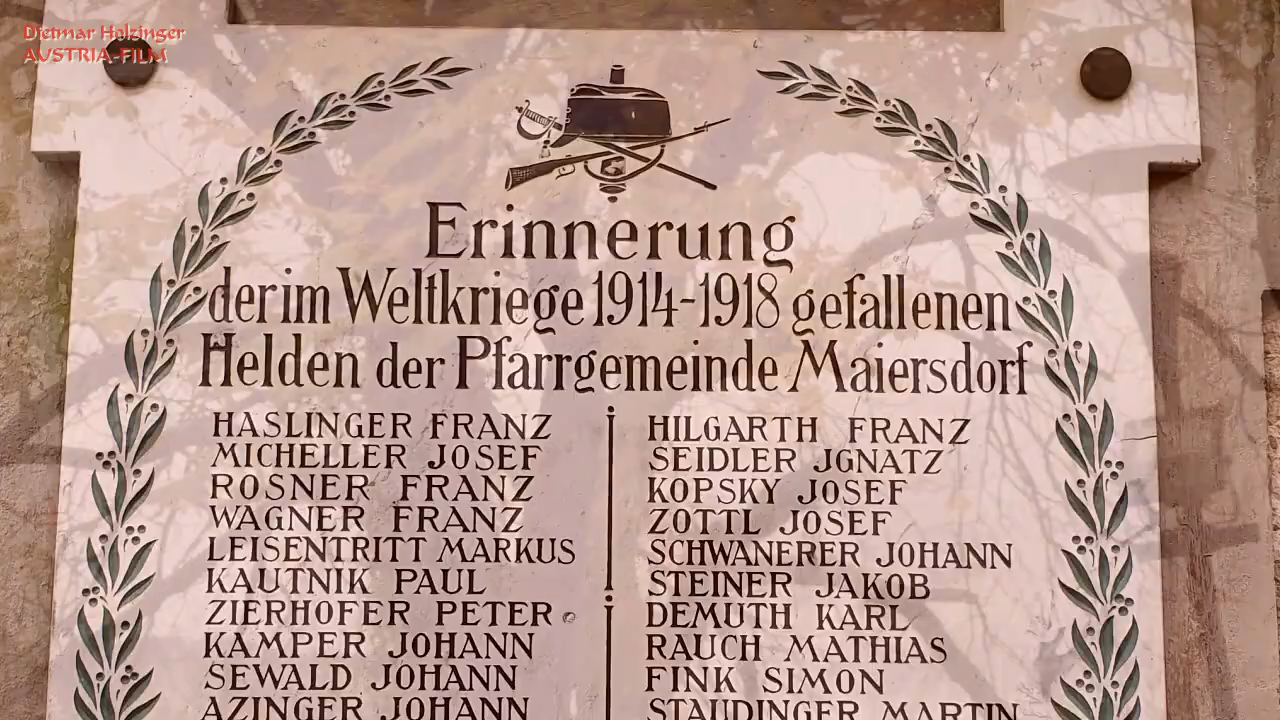 Dietmar Holzinger
AUSTRIA-FILM
Erinnerung
der im Weltkriege 1914-1918 gefallenen
Helden der Pfarrgemeinde Maiersdorf
HASLINGER FRANZ
MICHELLER JOSEF
ROSNER FRANZ
WAGNER FRANZ
LEISENTRITT MARKUS
KAUTNIK PAUL
ZIERHOFER PETER
KAMPER JOHANN
SEWALD JOHANN
AZINGER JOHANN
HILGARTH FRANZ
SEIDLER JGNATZ
KOPSKY JOSEF
ZOTTL JOSEF
SCHWANERER JOHANN
STEINER JAKOB
DEMUTH KARL
RAUCH MATHIAS
FINK SIMON
STAUDINGER MARTIN